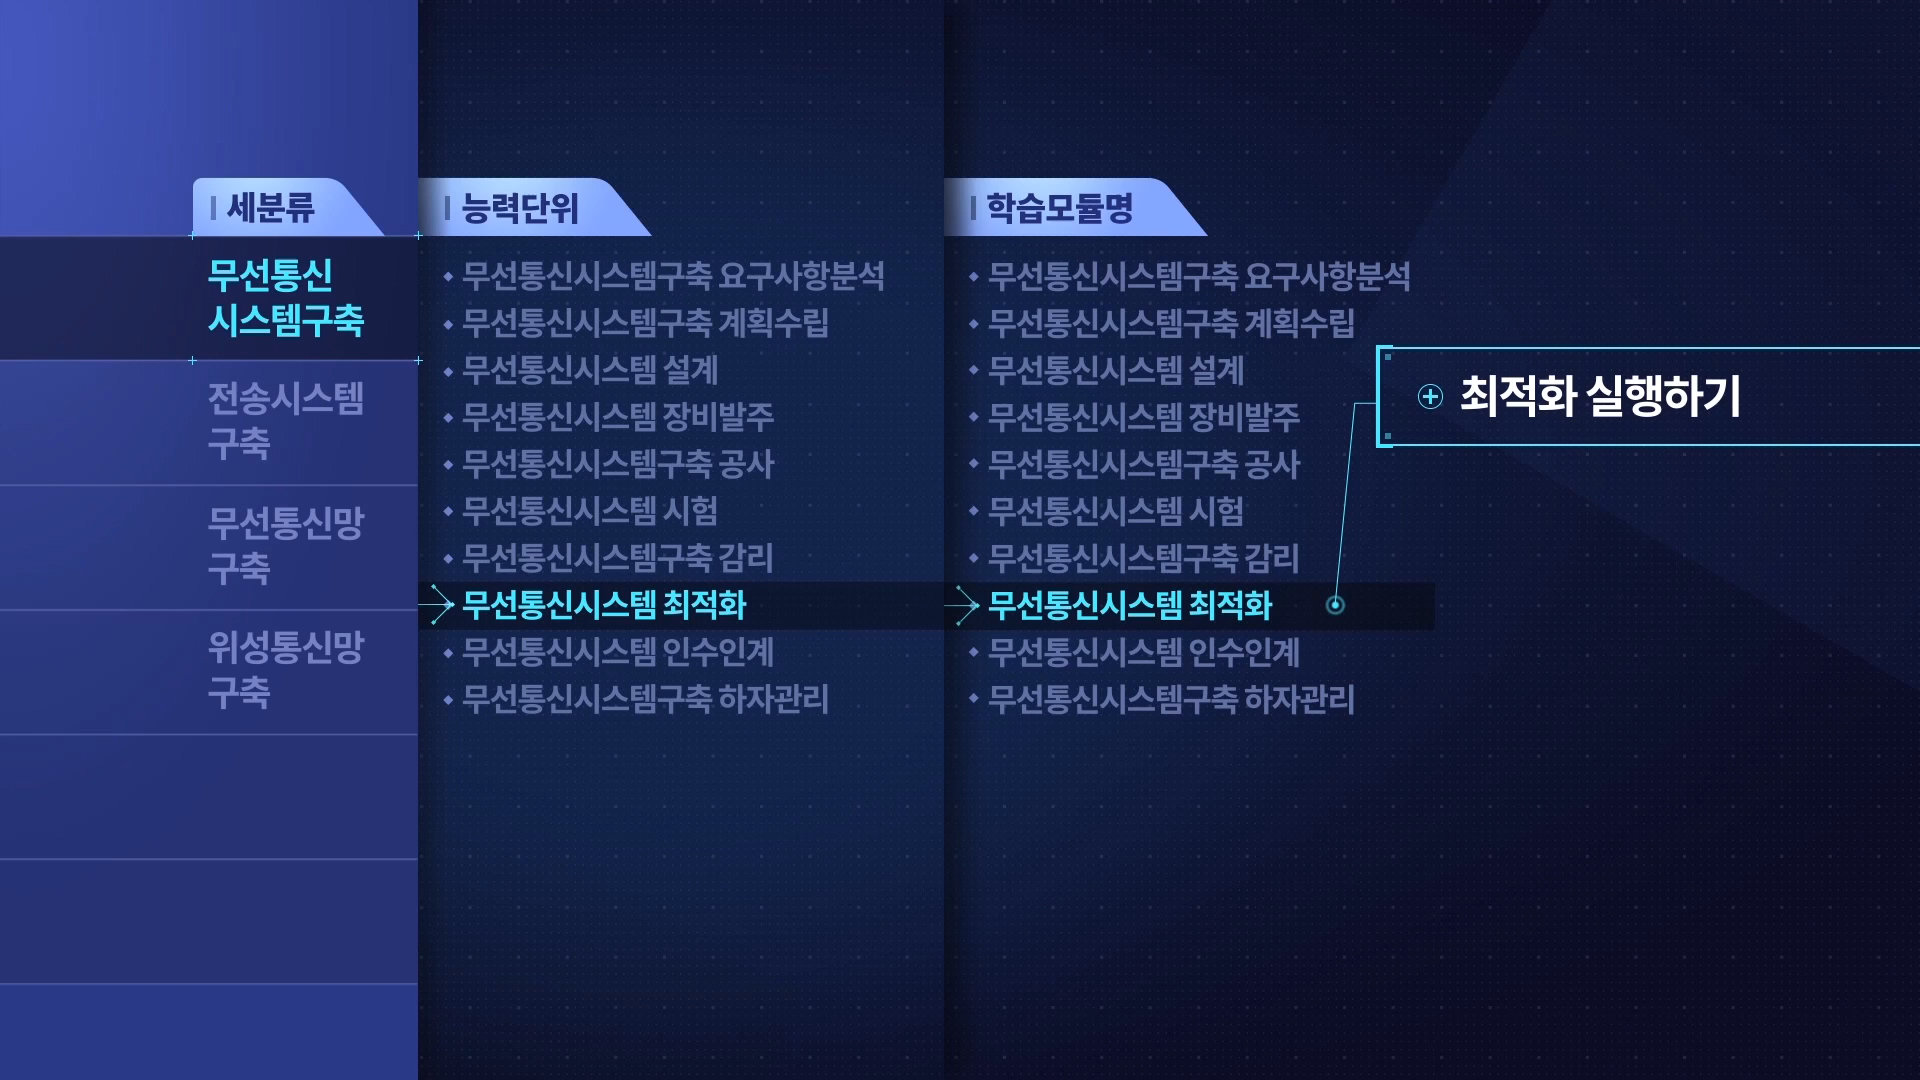 세분류
무선통신
시스템구축
전송시스템
구축
무선통신망
구축
위성통신망
구축
능력단위
무선통신시스템구축 요구사항분석
무선통신시스템구축 계획수립
무선통신시스템 설계
무선통신시스템 장비발주
무선통신시스템구축 공사
무선통신시스템 시험
무선통신시스템구축 감리
무선통신시스템 최적화
무선통신시스템 인수인계
무선통신시스템구축 하자관리
학습모듈명
무선통신시스템구축 요구사항분석
무선통신시스템구축 계획수립
무선통신시스템 설계
무선통신시스템 장비발주
무선통신시스템구축 공사
무선통신시스템 시험
무선통신시스템구축 감리
무선통신시스템 최적화
무선통신시스템 인수인계
무선통신시스템구축 하자관리
최적화 실행하기